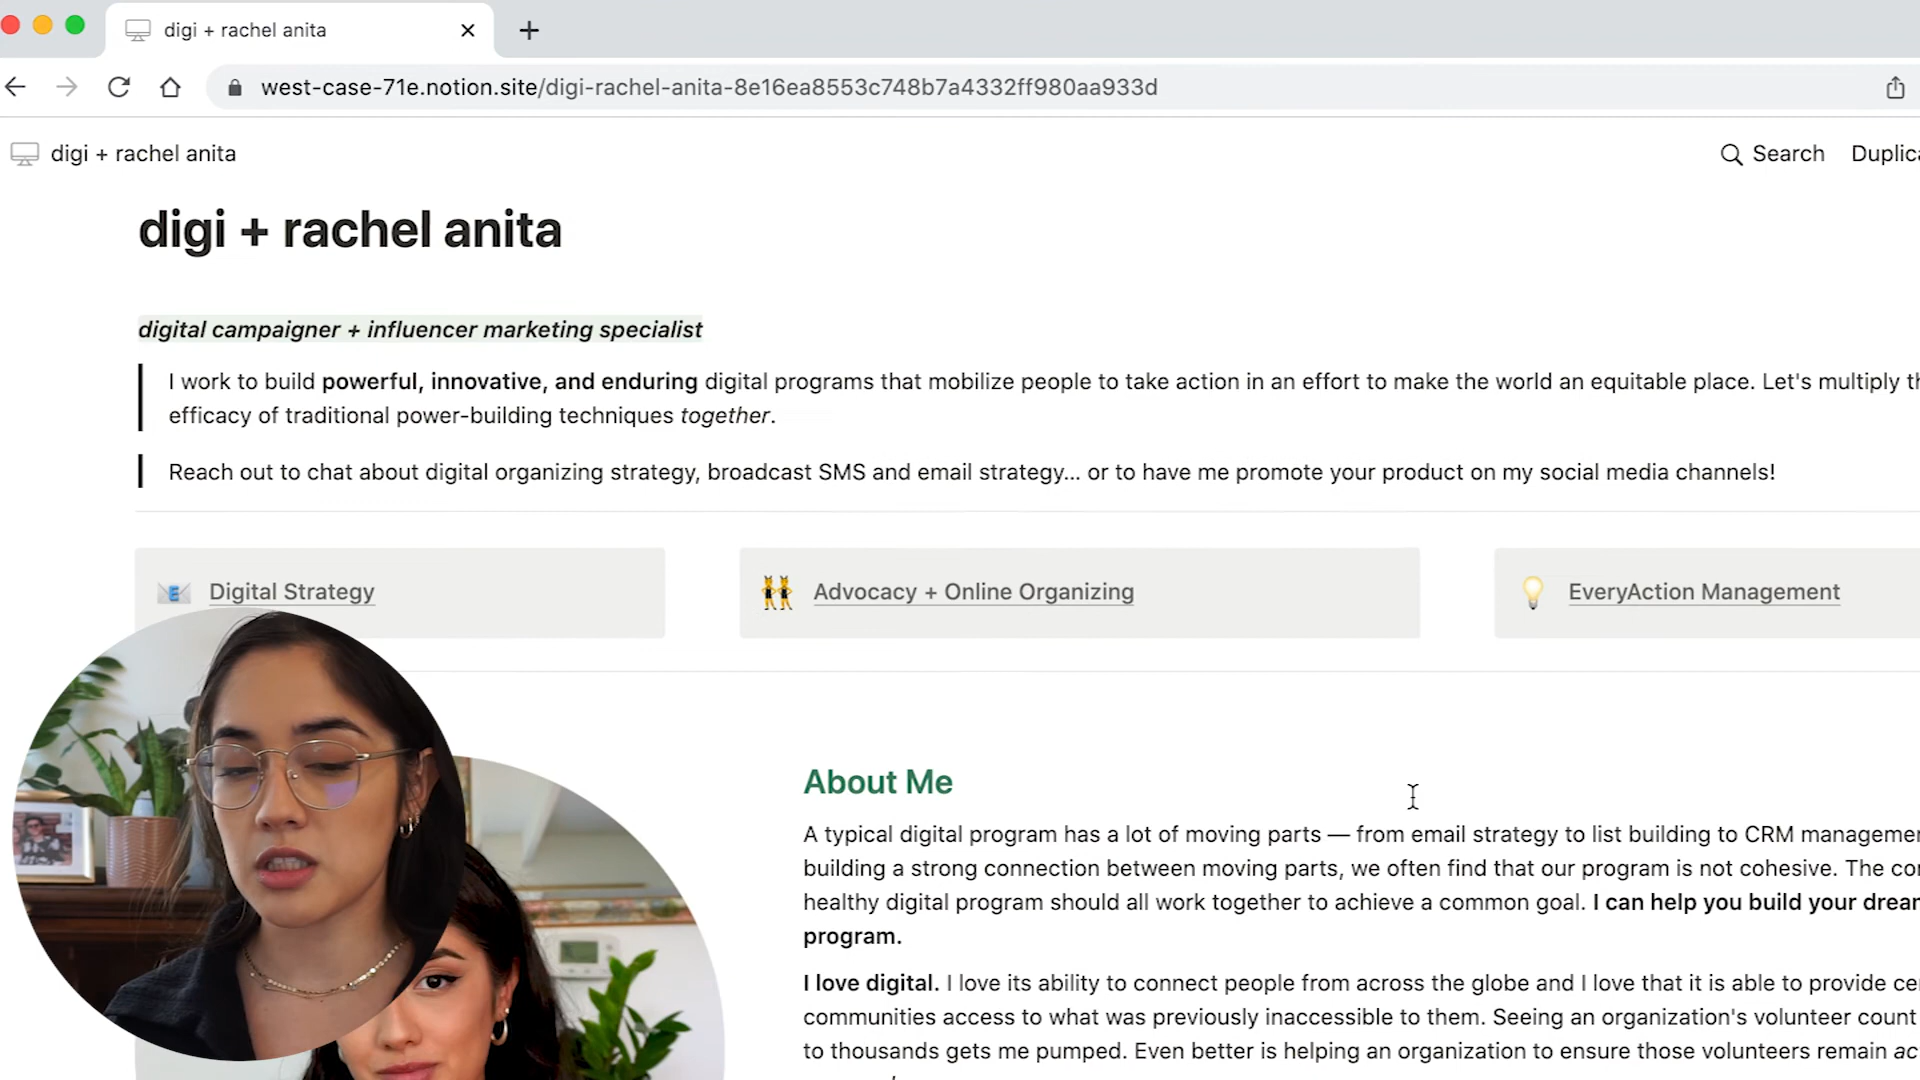 digi + rachel anita
west-case-71e.notion.site/digi-rachel-anita-8e16ea8553c748b7a4332ff980aa933d
digi + rachel anita
Search
digi + rachel anita
digital campaigner + influencer marketing specialist
I work to build powerful, innovative, and enduring digital programs that mobilize people to take action in an effort to make the world an equitable place. Let's multiply
efficacy of traditional power-building techniques together.
Reach out to chat about digital organizing strategy, broadcast SMS and email strategy... or to have me promote your product on my social media channels!
Digital Strategy
Advocacy + Online Organizing
EveryAction Management
About Me
A typical digital program has a lot of moving parts — from email strategy to list building to CRM
building a strong connection between moving parts, we often find that our program is not cohesive. The
healthy digital program should all work together to achieve a common goal. I can help you build your
program.
I love digital. I love its ability to connect people from across the globe and I love that it is able to provide
communities access to what was previously inaccessible to them. Seeing an organization's volunteer count
to thousands gets me pumped. Even better is helping an organization to ensure those volunteers remain